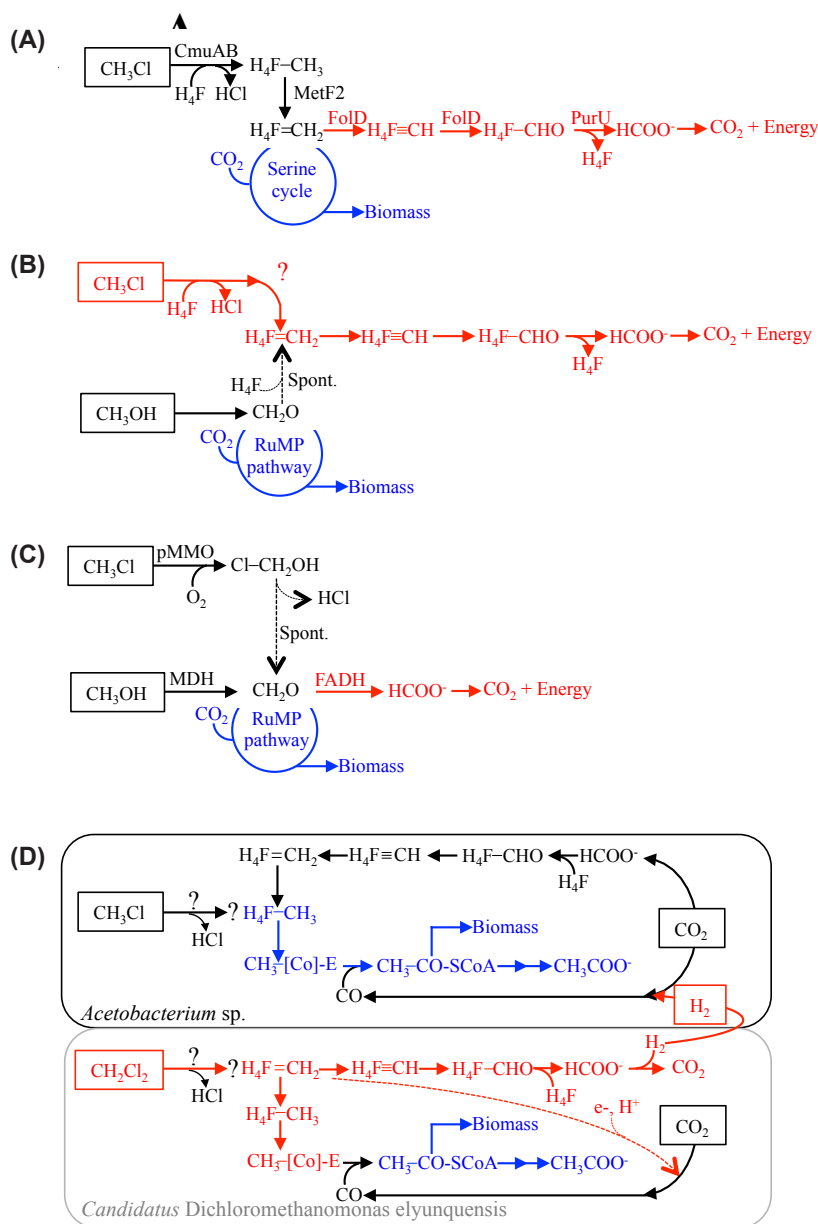 (A)
CmuAB
CH₃Cl
H₄F–CH₃
H₄F
HCl
MetF2
FolD
FolD
PurU
H₄F=CH₂
H₄F≡CH
H₄F–CHO
HCOO⁻
CO₂ + Energy
H₄F
CO₂
Serine
cycle
Biomass
(B)
?
CH₃Cl
H₄F
HCl
H₄F=CH₂
H₄F≡CH
H₄F–CHO
HCOO⁻
CO₂ + Energy
H₄F
H₄F
Spont.
CH₃OH
CH₂O
CO₂
RuMP
pathway
Biomass
(C)
pMMO
CH₃Cl
Cl–CH₂OH
O₂
HCl
Spont.
MDH
FADH
CH₃OH
CH₂O
HCOO⁻
CO₂ + Energy
CO₂
RuMP
pathway
Biomass
(D)
H₄F=CH₂
H₄F≡CH
H₄F–CHO
HCOO⁻
H₄F
?
CH₃Cl
?
H₄F–CH₃
HCl
Biomass
CO₂
CH₃–[Co]-E
CH₃–CO-SCoA
CH₃COO⁻
CO
H₂
Acetobacterium sp.
H₂
?
CH₂Cl₂
?
H₄F=CH₂
H₄F≡CH
H₄F–CHO
HCOO⁻
CO₂
HCl
H₄F
H₄F–CH₃
e-, H⁺
Biomass
CO₂
CH₃–[Co]-E
CH₃–CO-SCoA
CH₃COO⁻
CO
Candidatus Dichloromethanomonas elyunquensis